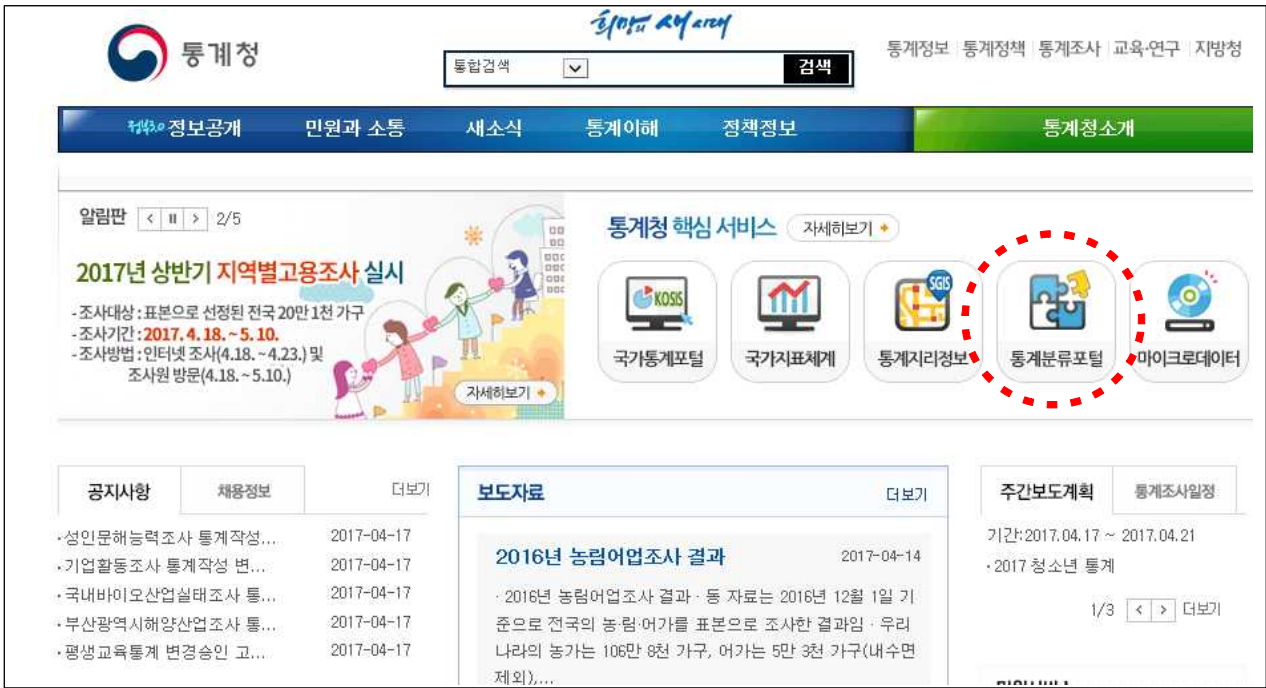 희망의 새 시대
통계청
통합검색
검색
통계정보 통계정책 통계조사 교육·연구 지방청
정부3.0 정보공개 민원과 소통 새소식 통계이해 정책정보 통계청소개
알림판 2/5
2017년 상반기 지역별고용조사 실시
- 조사대상 : 표본으로 선정된 전국 20만 1천 가구
- 조사기간 : 2017. 4. 18. ~ 5. 10.
- 조사방법 : 인터넷 조사(4.18. ~ 4.23.) 및
조사원 방문(4.18. ~ 5.10.)
자세히보기
통계청 핵심 서비스 자세히보기
KOSIS
SGIS
국가통계포털 국가지표체계 통계지리정보 통계분류포털 마이크로데이터
공지사항 채용정보 더보기
·성인문해능력조사 통계작성... 2017-04-17
·기업활동조사 통계작성 변... 2017-04-17
·국내바이오산업실태조사 통... 2017-04-17
·부산광역시해양산업조사 통... 2017-04-17
·평생교육통계 변경승인 고... 2017-04-17
보도자료 더보기
2016년 농림어업조사 결과 2017-04-14
· 2016년 농림어업조사 결과 · 동 자료는 2016년 12월 1일 기
준으로 전국의 농·림·어가를 표본으로 조사한 결과임 · 우리
나라의 농가는 106만 8천 가구, 어가는 5만 3천 가구(내수면
제외),...
주간보도계획 통계조사일정
기간:2017.04.17 ~ 2017.04.21
·2017 청소년 통계
1/3 < > 더보기